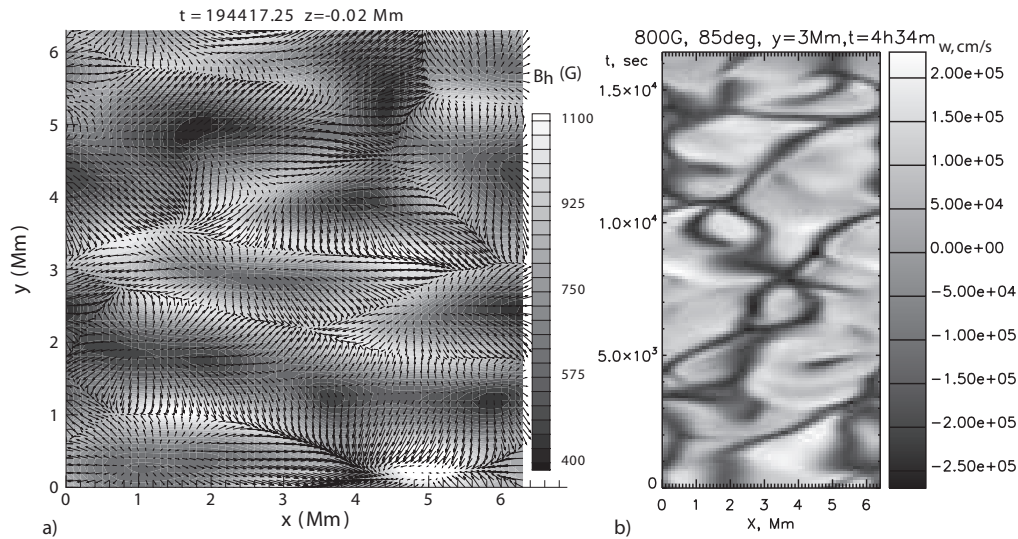 t = 194417.25 z=-0.02 Mm
6
5
4
3
2
1
0
y (Mm)
0 1 2 3 4 5 6
x (Mm)
a)
Bh (G)
1100
925
750
575
400
800G, 85deg, y=3Mm,t=4h34m
t, sec
1.5×10⁴
1.0×10⁴
5.0×10³
0
0 1 2 3 4 5 6
X, Mm
b)
w, cm/s
2.00e+05
1.50e+05
1.00e+05
5.00e+04
0.00e+00
-5.00e+04
-1.00e+05
-1.50e+05
-2.00e+05
-2.50e+05